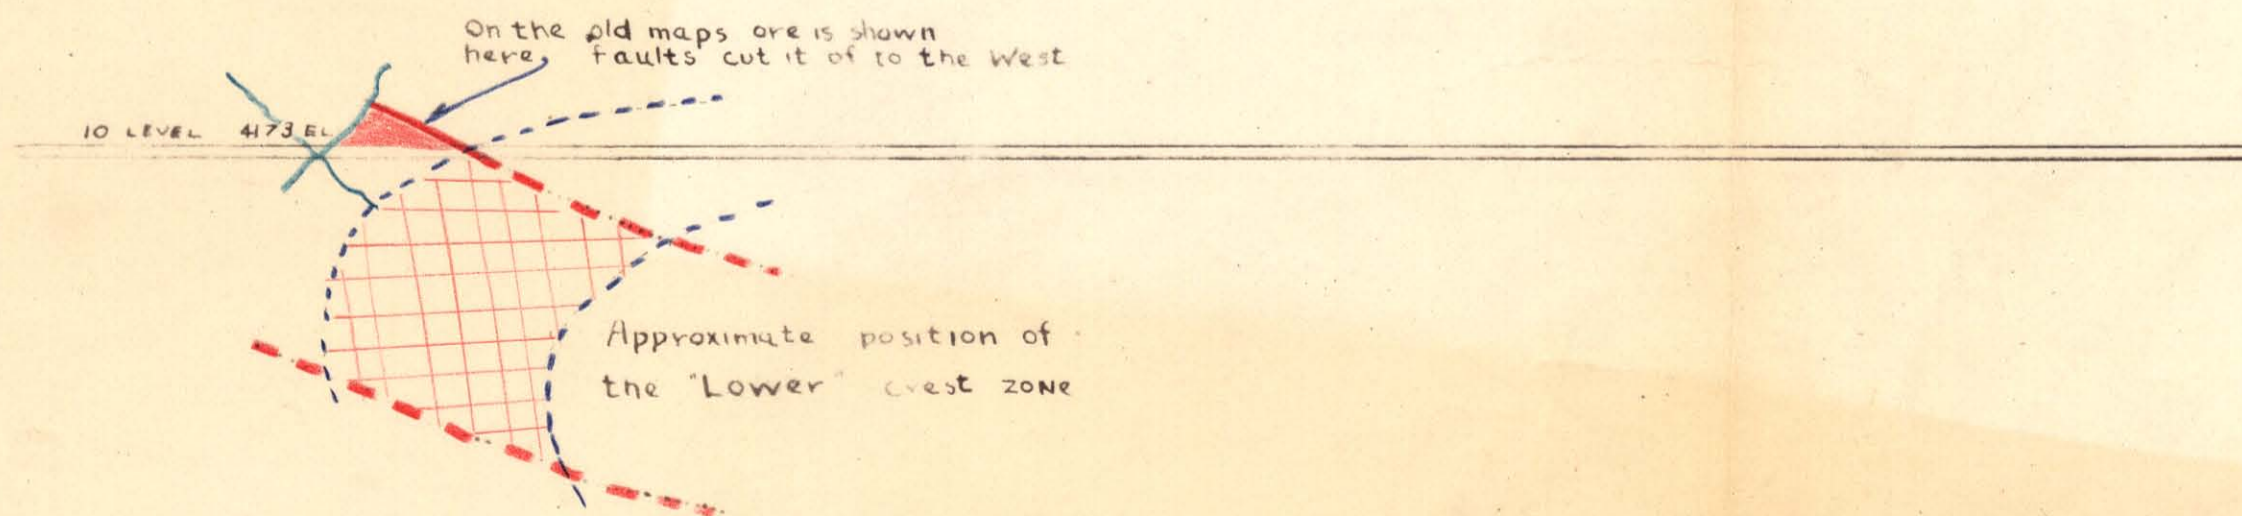 On the old maps ore is shown
here, faults cut it of to the West
10 LEVEL 4173 EL
Approximate position of
the "Lower" crest ZONE